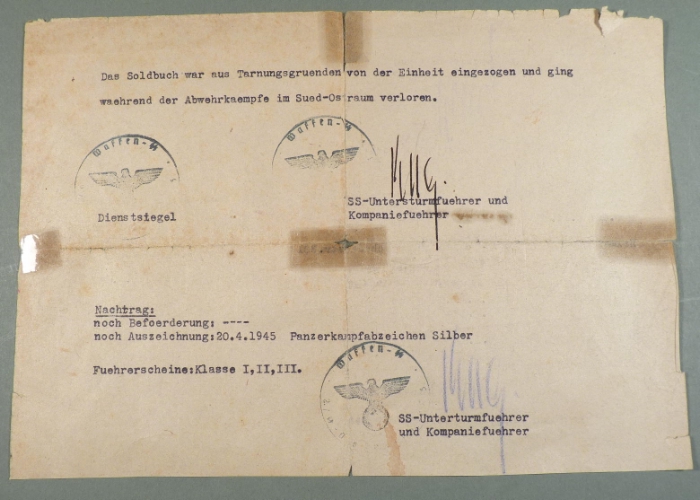 Das Soldbuch war aus Tarnungsgruenden von der Einheit eingezogen und ging
waehrend der Abwehrkaempfe im Sued-Ostraum verloren.
Waffen-SS
Waffen-SS
Dienstsiegel
SS-Untersturmfuehrer und
Kompaniefuehrer
Nachtrag:
noch Befoerderung: ----
noch Auszeichnung:20.4.1945 Panzerkampfabzeichen Silber
Fuehrerscheine:Klasse I,II,III.
Waffen-SS
SS-Unterturmfuehrer
und Kompaniefuehrer